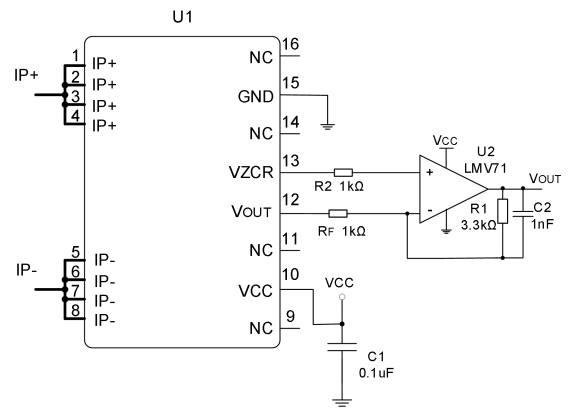 U1
IP+
1 IP+
2 IP+
3 IP+
4 IP+
IP-
5 IP-
6 IP-
7 IP-
8 IP-
NC 16
GND 15
NC 14
VZCR 13
VOUT 12
NC 11
VCC 10
NC 9
R2 1kΩ
RF 1kΩ
VCC
U2
LMV71
+
-
VOUT
R1
3.3kΩ
C2
1nF
VCC
C1
0.1uF